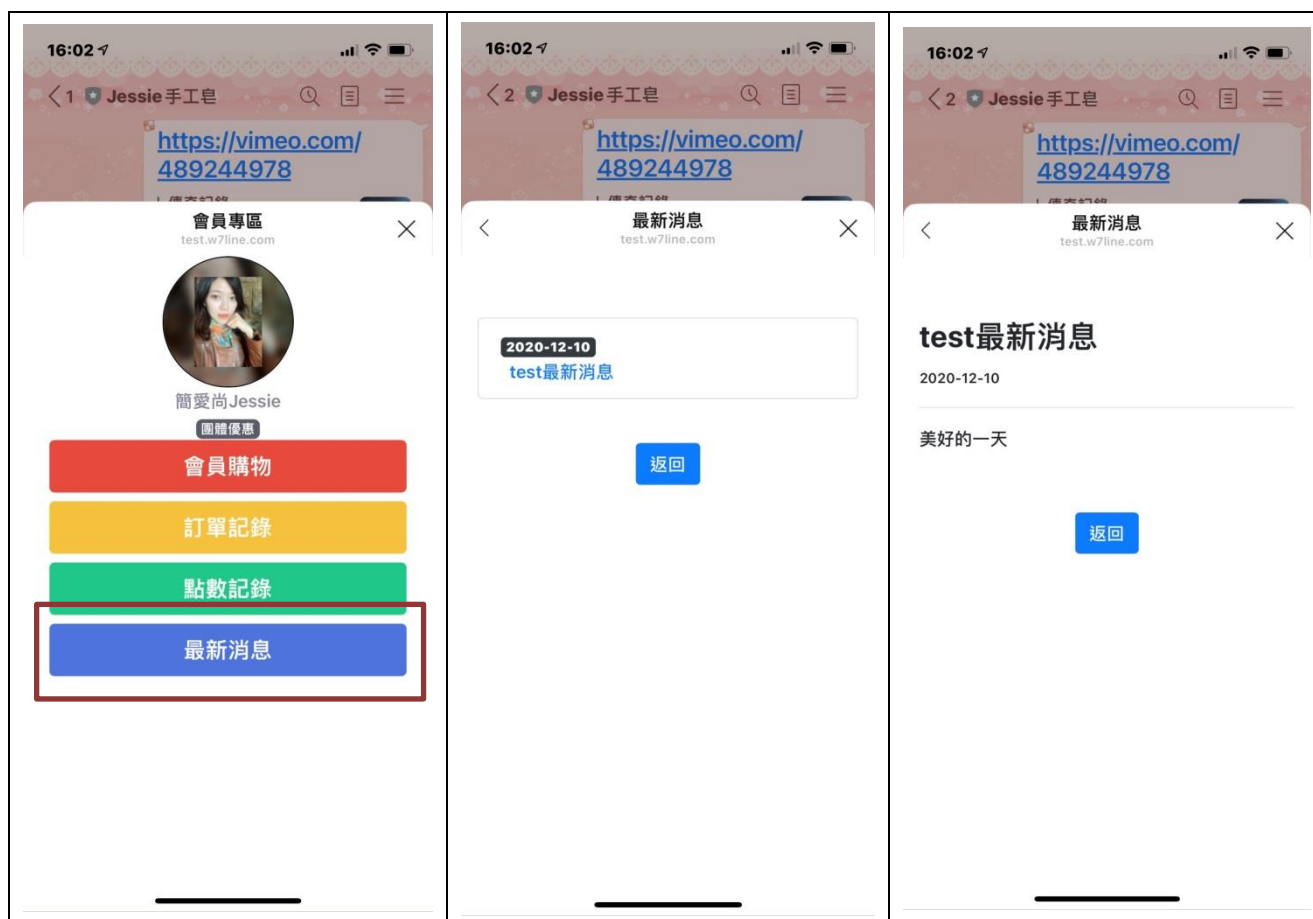 16:02
1 Jessie手工皂
https://vimeo.com/
489244978
會員專區
test.w7line.com
簡愛尚Jessie
團體優惠
會員購物
訂單記錄
點數記錄
最新消息
16:02
2 Jessie手工皂
https://vimeo.com/
489244978
最新消息
test.w7line.com
2020-12-10
test最新消息
返回
16:02
2 Jessie手工皂
https://vimeo.com/
489244978
最新消息
test.w7line.com
test最新消息
2020-12-10
美好的一天
返回